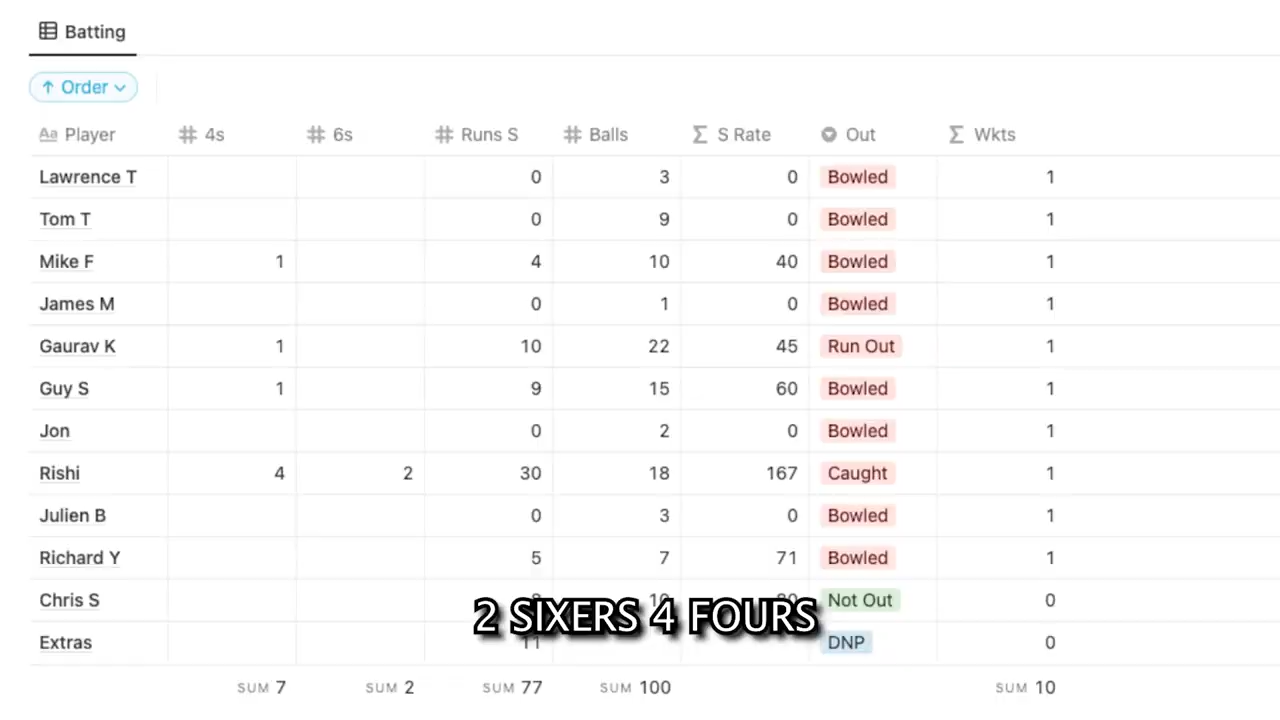 Batting
↑ Order
Aa Player # 4s # 6s # Runs S # Balls Σ S Rate Out Σ Wkts
Lawrence T 0 3 0 Bowled 1
Tom T 0 9 0 Bowled 1
Mike F 1 4 10 40 Bowled 1
James M 0 1 0 Bowled 1
Gaurav K 1 10 22 45 Run Out 1
Guy S 1 9 15 60 Bowled 1
Jon 0 2 0 Bowled 1
Rishi 4 2 30 18 167 Caught 1
Julien B 0 3 0 Bowled 1
Richard Y 5 7 71 Bowled 1
Chris S Not Out 0
2 SIXERS 4 FOURS
Extras 11 DNP 0
SUM 7 SUM 2 SUM 77 SUM 100 SUM 10